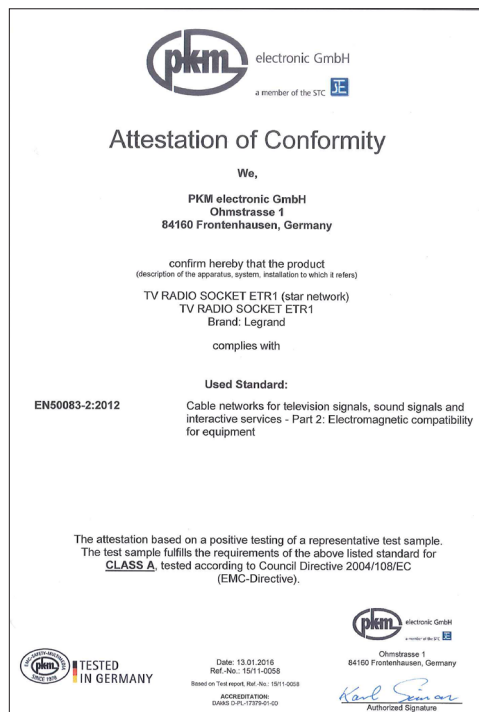 pkm electronic GmbH
a member of the STC
Attestation of Conformity
We,
PKM electronic GmbH
Ohmstrasse 1
84160 Frontenhausen, Germany
confirm hereby that the product
(description of the apparatus, system, installation to which it refers)
TV RADIO SOCKET ETR1 (star network)
TV RADIO SOCKET ETR1
Brand: Legrand
complies with
Used Standard:
EN50083-2:2012 Cable networks for television signals, sound signals and
interactive services - Part 2: Electromagnetic compatibility
for equipment
The attestation based on a positive testing of a representative test sample.
The test sample fulfills the requirements of the above listed standard for
CLASS A, tested according to Council Directive 2004/108/EC
(EMC-Directive).
pkm electronic GmbH
a member of the STC
Ohmstrasse 1
84160 Frontenhausen, Germany
EMC-SAFETY-MULTIMEDIA
pkm
SINCE 1976
TESTED
IN GERMANY
Date: 13.01.2016
Ref.-No.: 15/11-0058
Based on Test report, Ref.-No.: 15/11-0058
ACCREDITATION:
DAkkS D-PL-17379-01-00
Authorized Signature